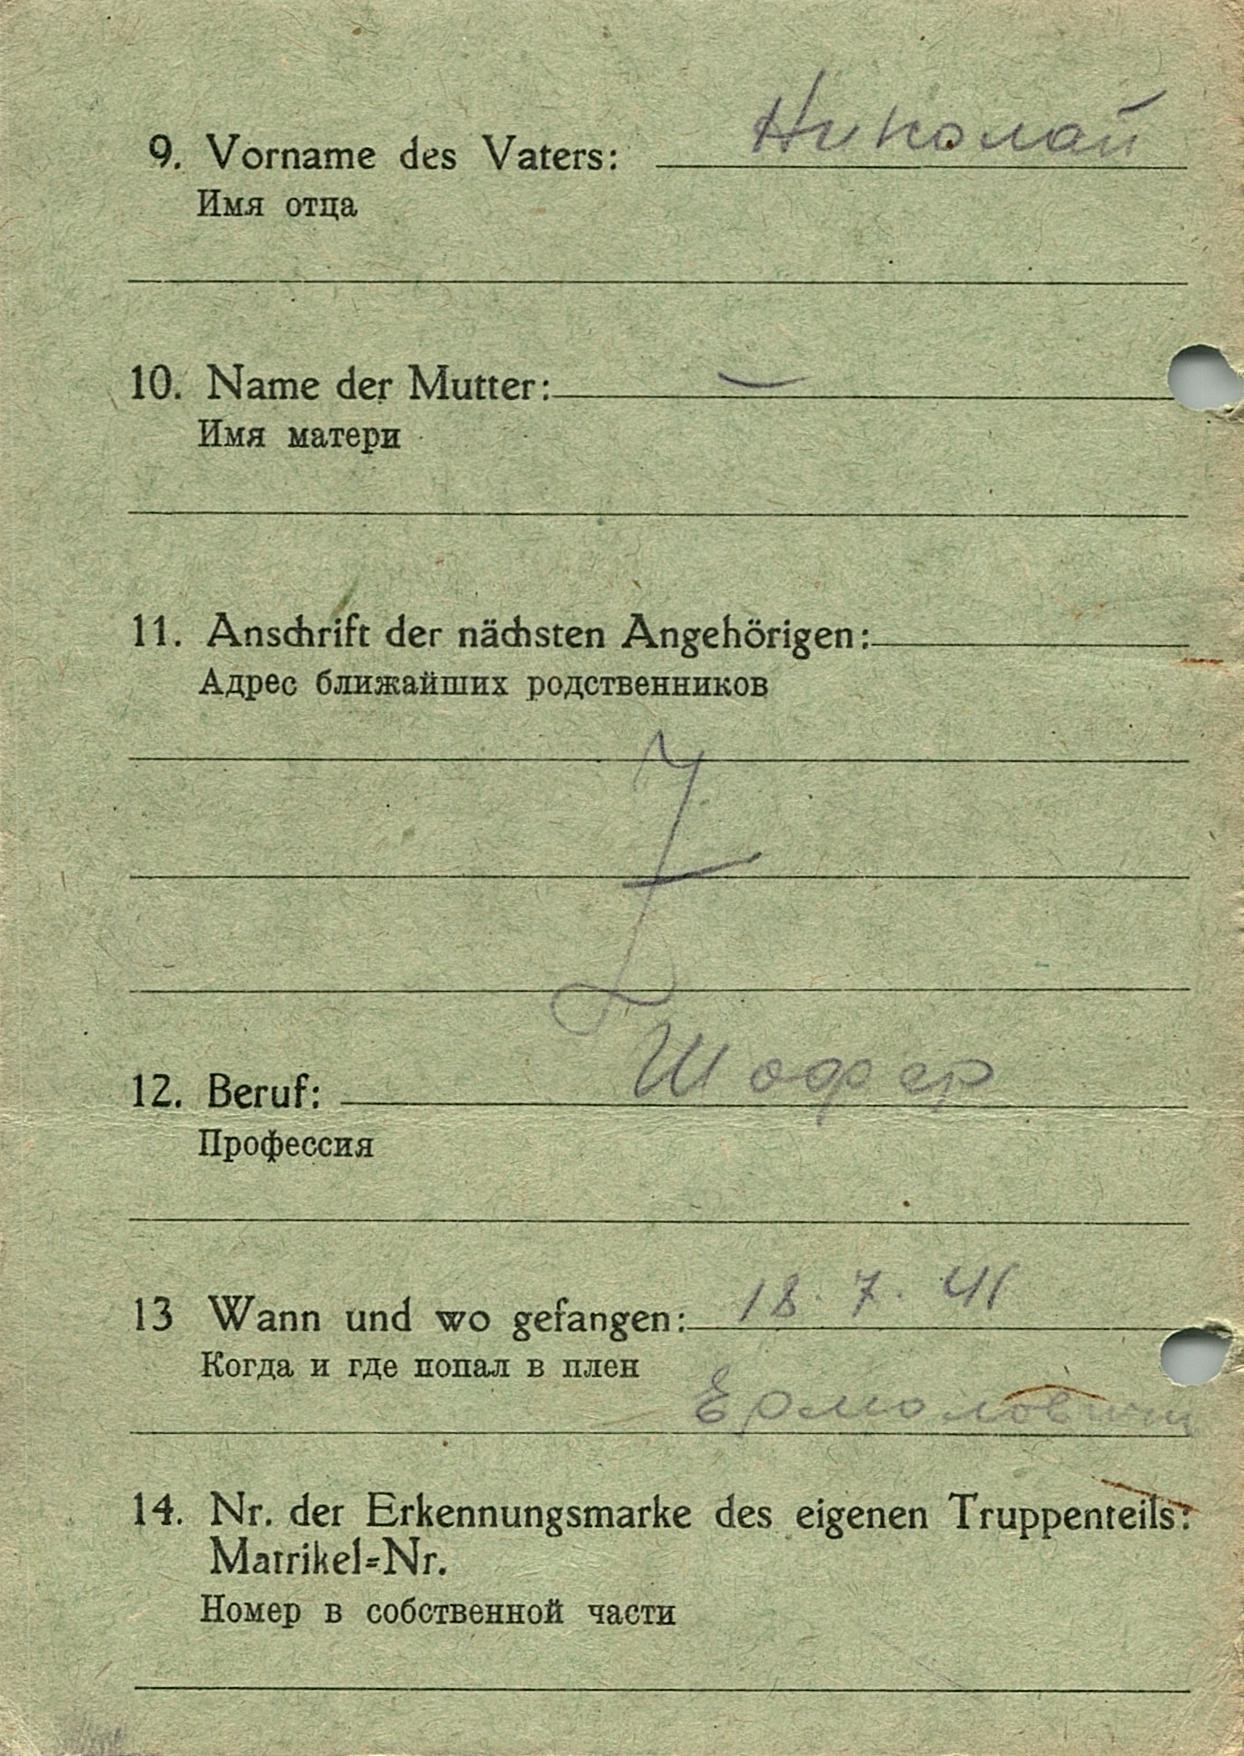 9. Vorname des Vaters: Николай
Имя отца
10. Name der Mutter: —
Имя матери
11. Anschrift der nächsten Angehörigen:
Адрес ближайших родственников
12. Beruf: Шофер
Профессия
13 Wann und wo gefangen: 18. 7. 41
Когда и где попал в плен
14. Nr. der Erkennungsmarke des eigenen Truppenteils:
Matrikel=Nr.
Номер в собственной части